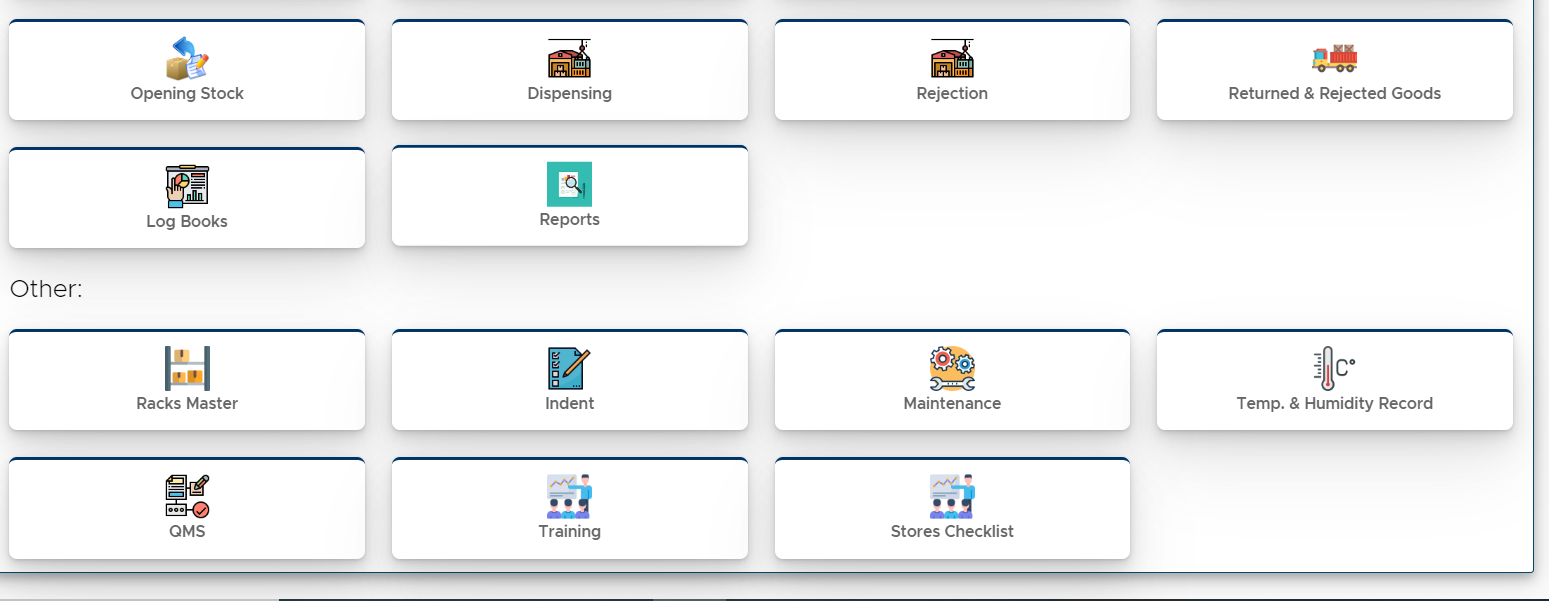 Opening Stock
Dispensing
Rejection
Returned & Rejected Goods
Log Books
Reports
Other:
Racks Master
Indent
Maintenance
C°
Temp. & Humidity Record
QMS
Training
Stores Checklist